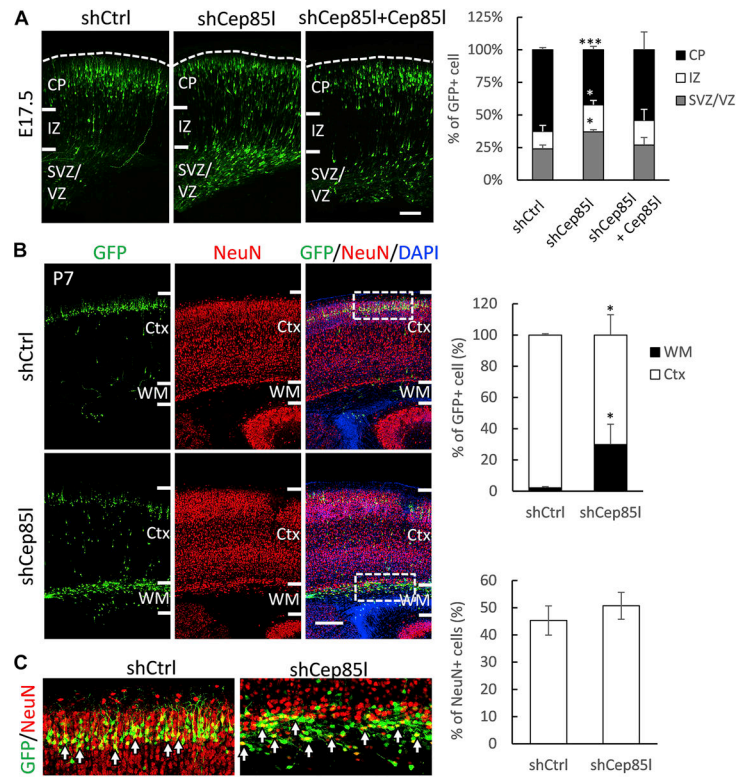 A
shCtrl
shCep85l
shCep85l+Cep85l
E17.5
CP
IZ
SVZ/
VZ
CP
IZ
SVZ/
VZ
CP
IZ
SVZ/
VZ
% of GFP+ cell
125%
100%
75%
50%
25%
0%
***
*
*
CP
IZ
SVZ/VZ
shCtrl
shCep85l
shCep85l
+ Cep85l
B
GFP
NeuN
GFP/NeuN/DAPI
P7
shCtrl
Ctx
WM
Ctx
WM
Ctx
WM
shCep85l
Ctx
WM
Ctx
WM
Ctx
WM
% of GFP+ cell (%)
120
100
80
60
40
20
0
*
*
WM
Ctx
shCtrl
shCep85l
C
shCtrl
shCep85l
GFP/NeuN
% of NeuN+ cells (%)
60
50
40
30
20
10
0
shCtrl
shCep85l